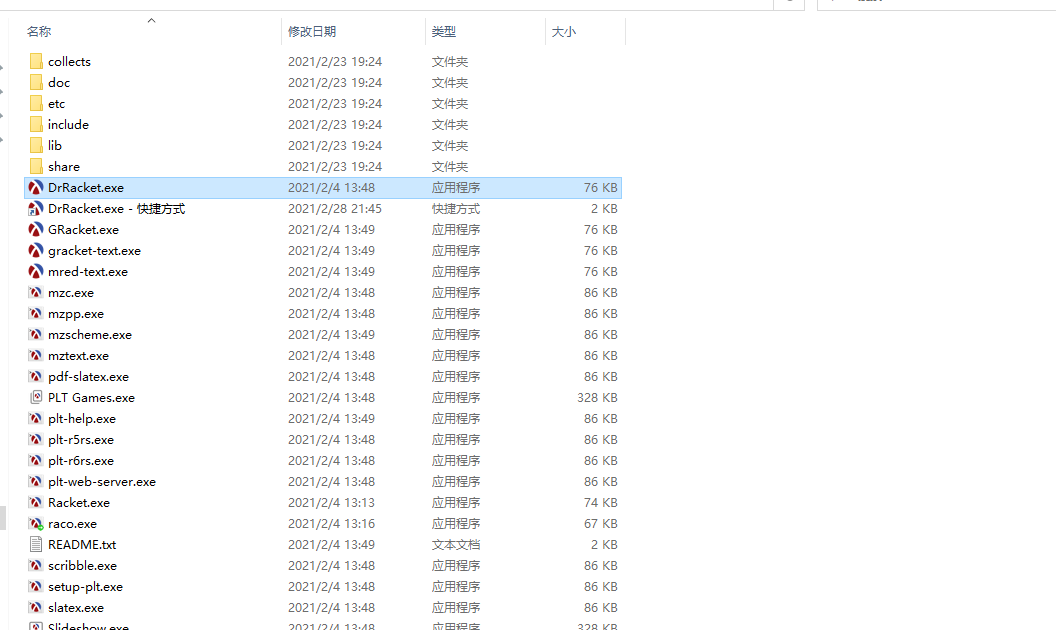 名称 修改日期 类型 大小
collects 2021/2/23 19:24 文件夹
doc 2021/2/23 19:24 文件夹
etc 2021/2/23 19:24 文件夹
include 2021/2/23 19:24 文件夹
lib 2021/2/23 19:24 文件夹
share 2021/2/23 19:24 文件夹
DrRacket.exe 2021/2/4 13:48 应用程序 76 KB
DrRacket.exe - 快捷方式 2021/2/28 21:45 快捷方式 2 KB
GRacket.exe 2021/2/4 13:49 应用程序 76 KB
gracket-text.exe 2021/2/4 13:49 应用程序 76 KB
mred-text.exe 2021/2/4 13:49 应用程序 76 KB
mzc.exe 2021/2/4 13:48 应用程序 86 KB
mzpp.exe 2021/2/4 13:48 应用程序 86 KB
mzscheme.exe 2021/2/4 13:49 应用程序 86 KB
mztext.exe 2021/2/4 13:48 应用程序 86 KB
pdf-slatex.exe 2021/2/4 13:48 应用程序 86 KB
PLT Games.exe 2021/2/4 13:48 应用程序 328 KB
plt-help.exe 2021/2/4 13:49 应用程序 86 KB
plt-r5rs.exe 2021/2/4 13:48 应用程序 86 KB
plt-r6rs.exe 2021/2/4 13:48 应用程序 86 KB
plt-web-server.exe 2021/2/4 13:48 应用程序 86 KB
Racket.exe 2021/2/4 13:13 应用程序 74 KB
raco.exe 2021/2/4 13:16 应用程序 67 KB
README.txt 2021/2/4 13:49 文本文档 2 KB
scribble.exe 2021/2/4 13:48 应用程序 86 KB
setup-plt.exe 2021/2/4 13:48 应用程序 86 KB
slatex.exe 2021/2/4 13:48 应用程序 86 KB
Slideshow.exe 2021/2/4 13:48 应用程序 328 KB